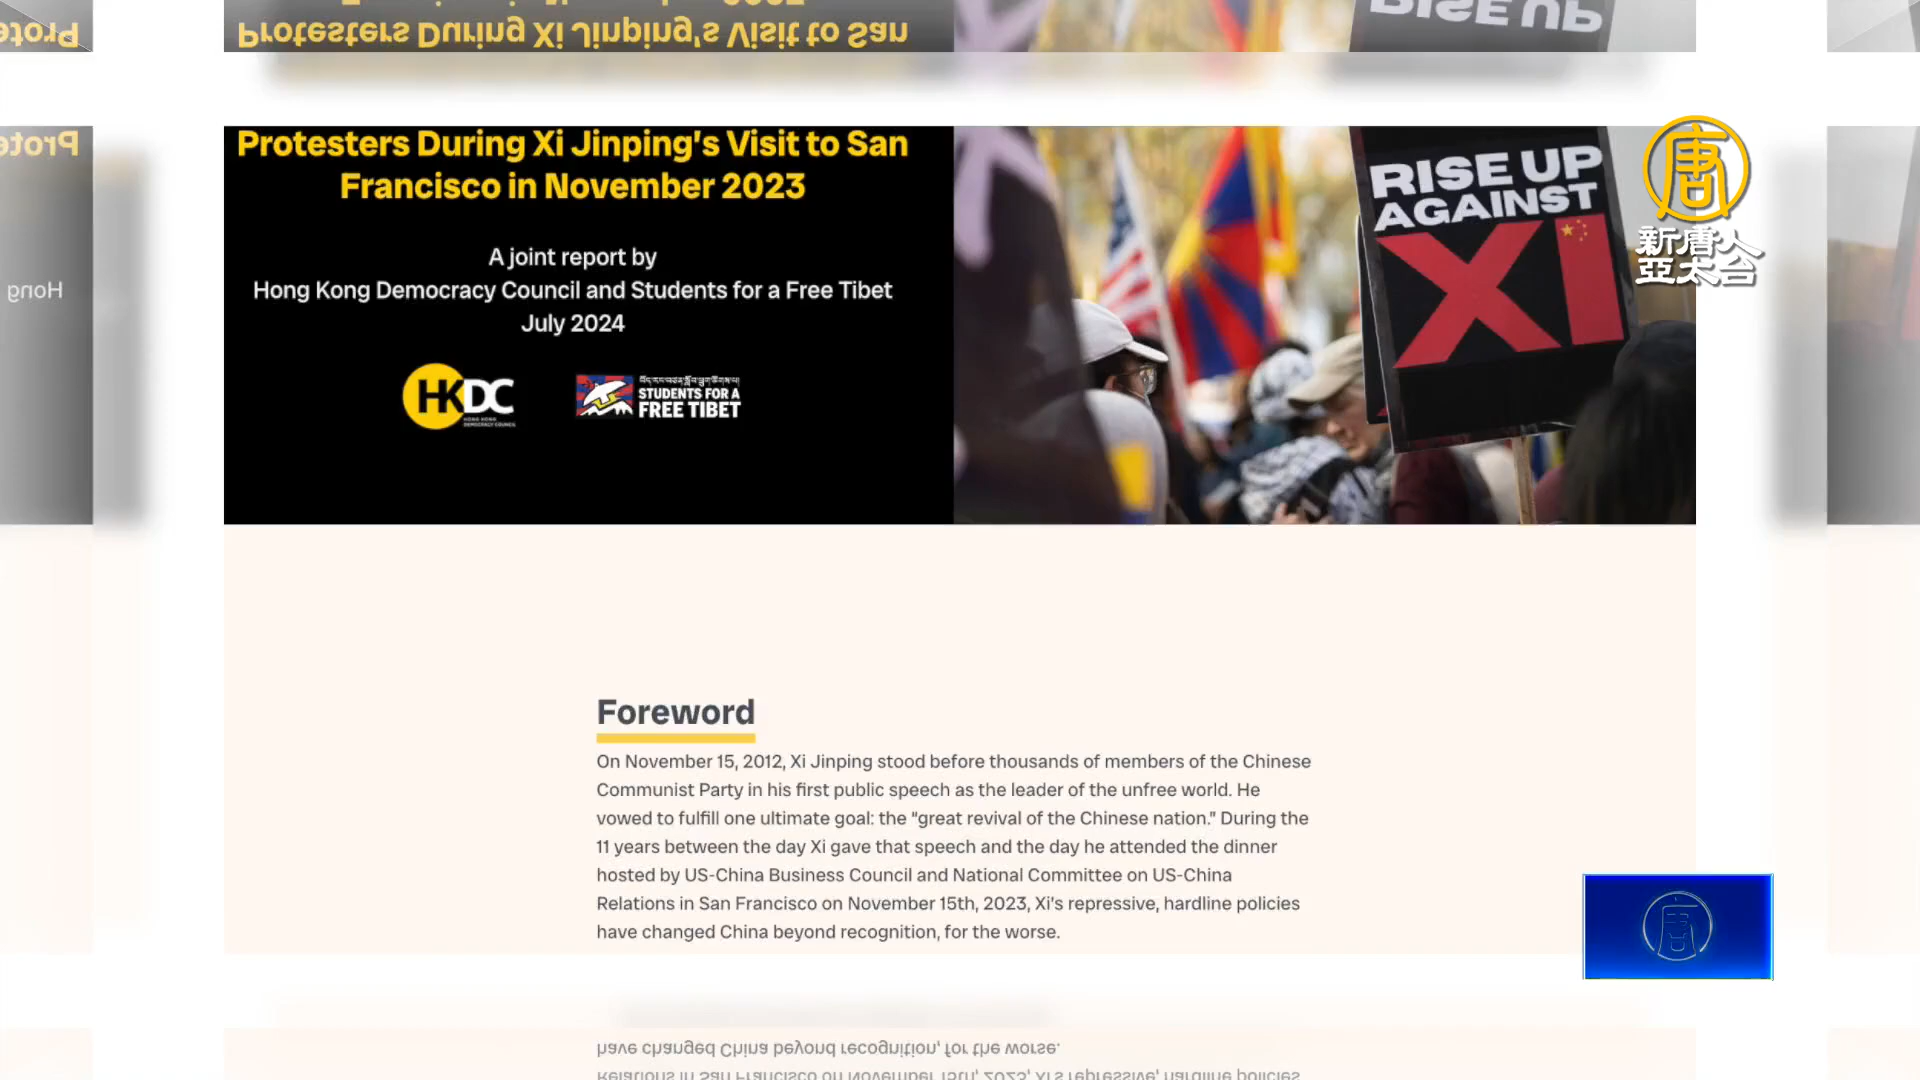 Protesters During Xi Jinping's Visit to San
Francisco in November 2023
A joint report by
Hong Kong Democracy Council and Students for a Free Tibet
July 2024
HKDC
STUDENTS FOR A
FREE TIBET
RISE UP
AGAINST
XI
唐
新唐人
亞太台
Foreword
On November 15, 2012, Xi Jinping stood before thousands of members of the Chinese
Communist Party in his first public speech as the leader of the unfree world. He
vowed to fulfill one ultimate goal: the “great revival of the Chinese nation.” During the
11 years between the day Xi gave that speech and the day he attended the dinner
hosted by US-China Business Council and National Committee on US-China
Relations in San Francisco on November 15th, 2023, Xi's repressive, hardline policies
have changed China beyond recognition, for the worse.
唐